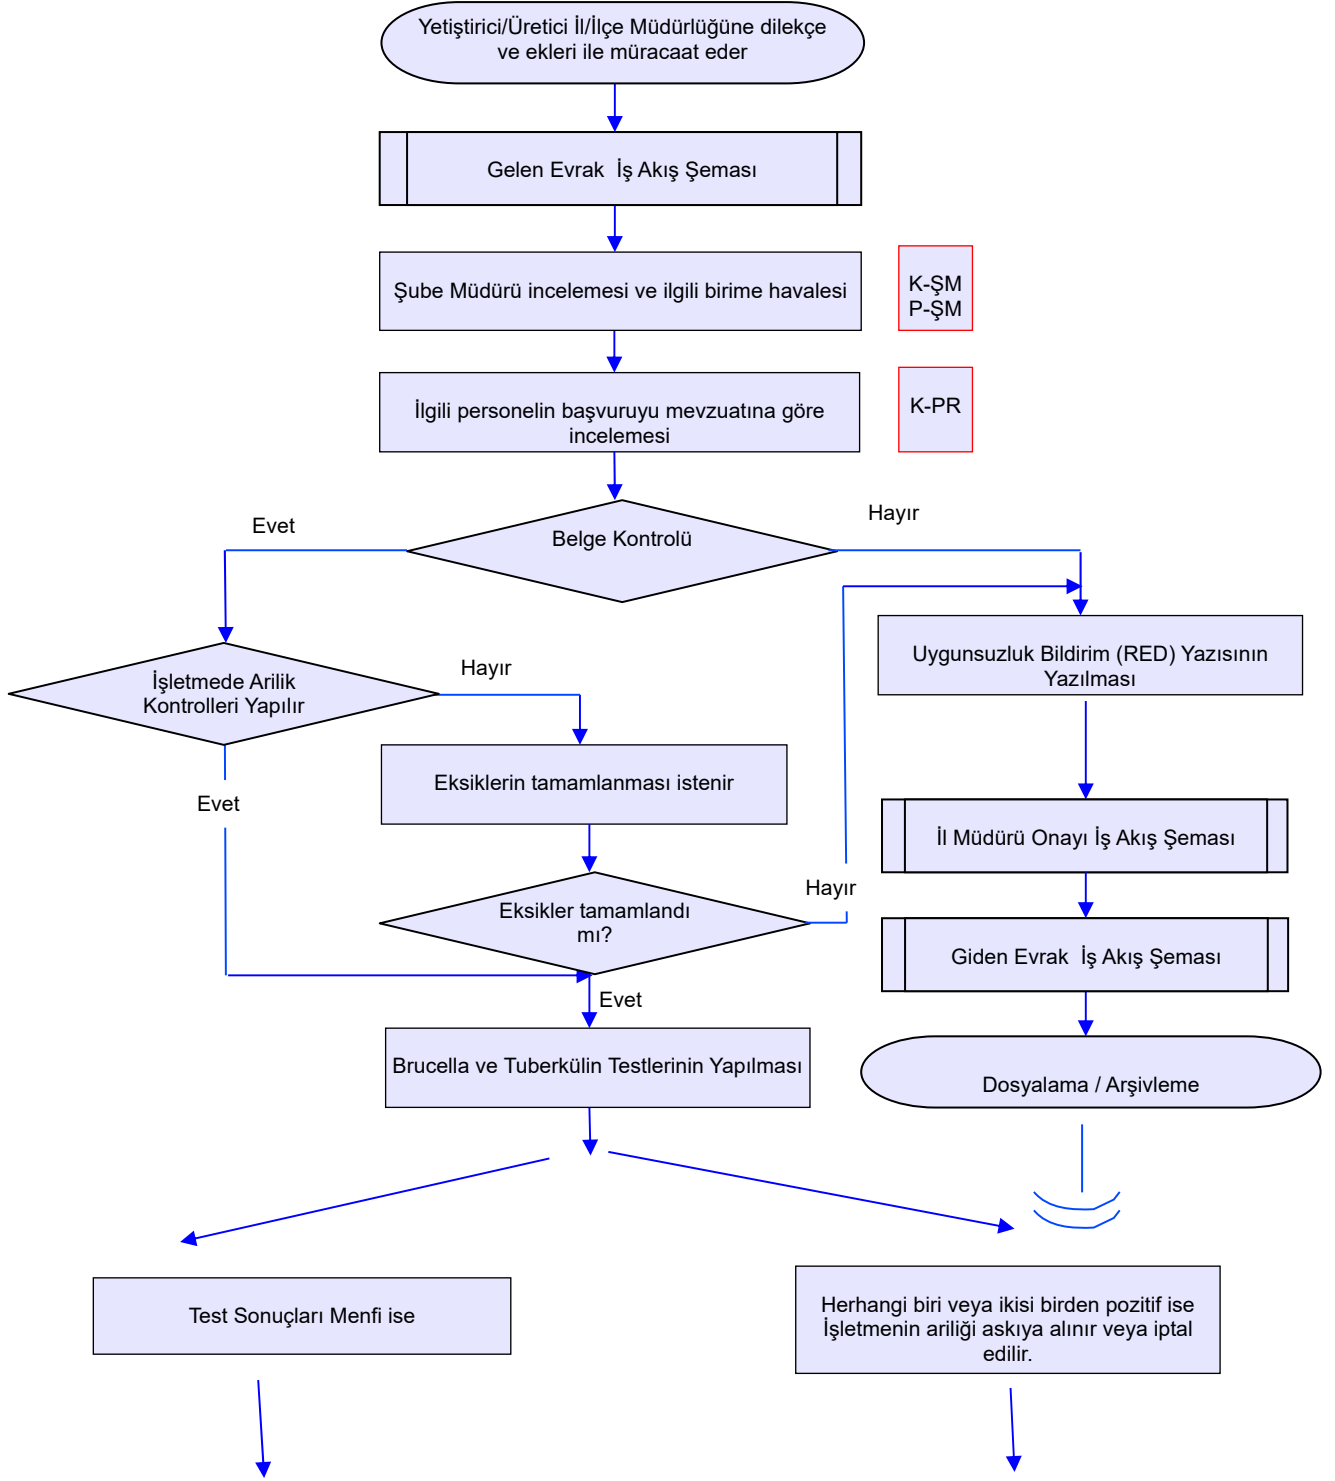 Yetiştirici/Üretici İl/İlçe Müdürlüğüne dilekçe
ve ekleri ile müracaat eder
Gelen Evrak  İş Akış Şeması
Şube Müdürü incelemesi ve ilgili birime havalesi
K-ŞM
P-ŞM
İlgili personelin başvuruyu mevzuatına göre
incelemesi
K-PR
Belge Kontrolü
Evet
Hayır
İşletmede Arilik
Kontrolleri Yapılır
Hayır
Uygunsuzluk Bildirim (RED) Yazısının
Yazılması
Eksiklerin tamamlanması istenir
Evet
İl Müdürü Onayı İş Akış Şeması
Hayır
Eksikler tamamlandı
mı?
Giden Evrak  İş Akış Şeması
Evet
Brucella ve Tuberkülin Testlerinin Yapılması
Dosyalama / Arşivleme
Test Sonuçları Menfi ise
Herhangi biri veya ikisi birden pozitif ise
İşletmenin ariliği askıya alınır veya iptal
edilir.